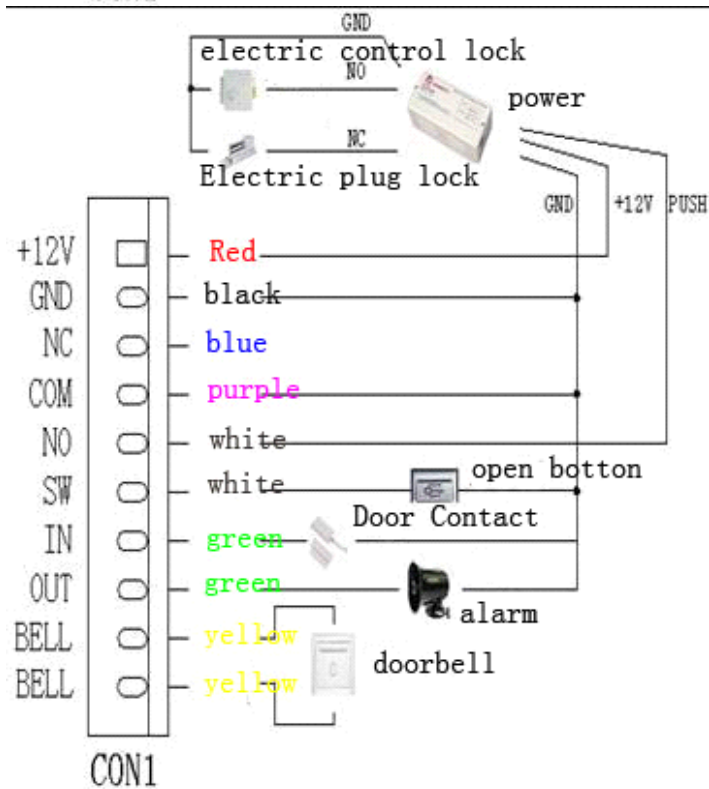 GND
electric control lock
NO
power
NC
Electric plug lock
GND +12V PUSH
+12V Red
GND black
NC blue
COM purple
NO white
SW white open botton
Door Contact
IN green
OUT green
alarm
BELL yellow
doorbell
BELL yellow
CON1